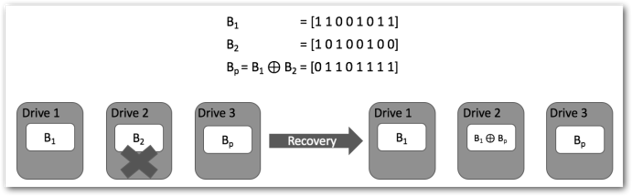 B₁ = [1 1 0 0 1 0 1 1]
B₂ = [1 0 1 0 0 1 0 0]
Bₚ = B₁ ⊕ B₂ = [0 1 1 0 1 1 1 1]
Drive 1 Drive 2 Drive 3 Drive 1 Drive 2 Drive 3
B₁ B₂ Bₚ Recovery B₁ B₁ ⊕ Bₚ Bₚ